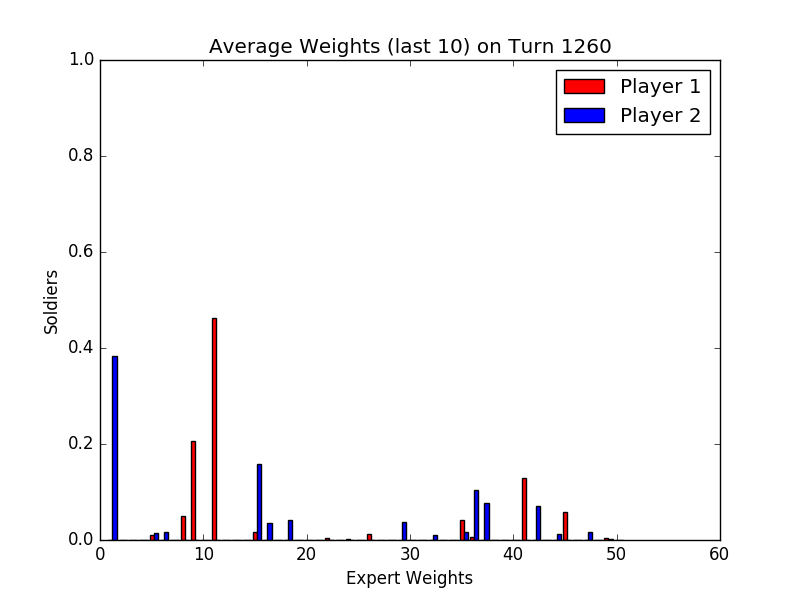 Average Weights (last 10) on Turn 1260
1.0
0.8
0.6
0.4
0.2
0.0
Soldiers
Player 1
Player 2
0 10 20 30 40 50 60
Expert Weights